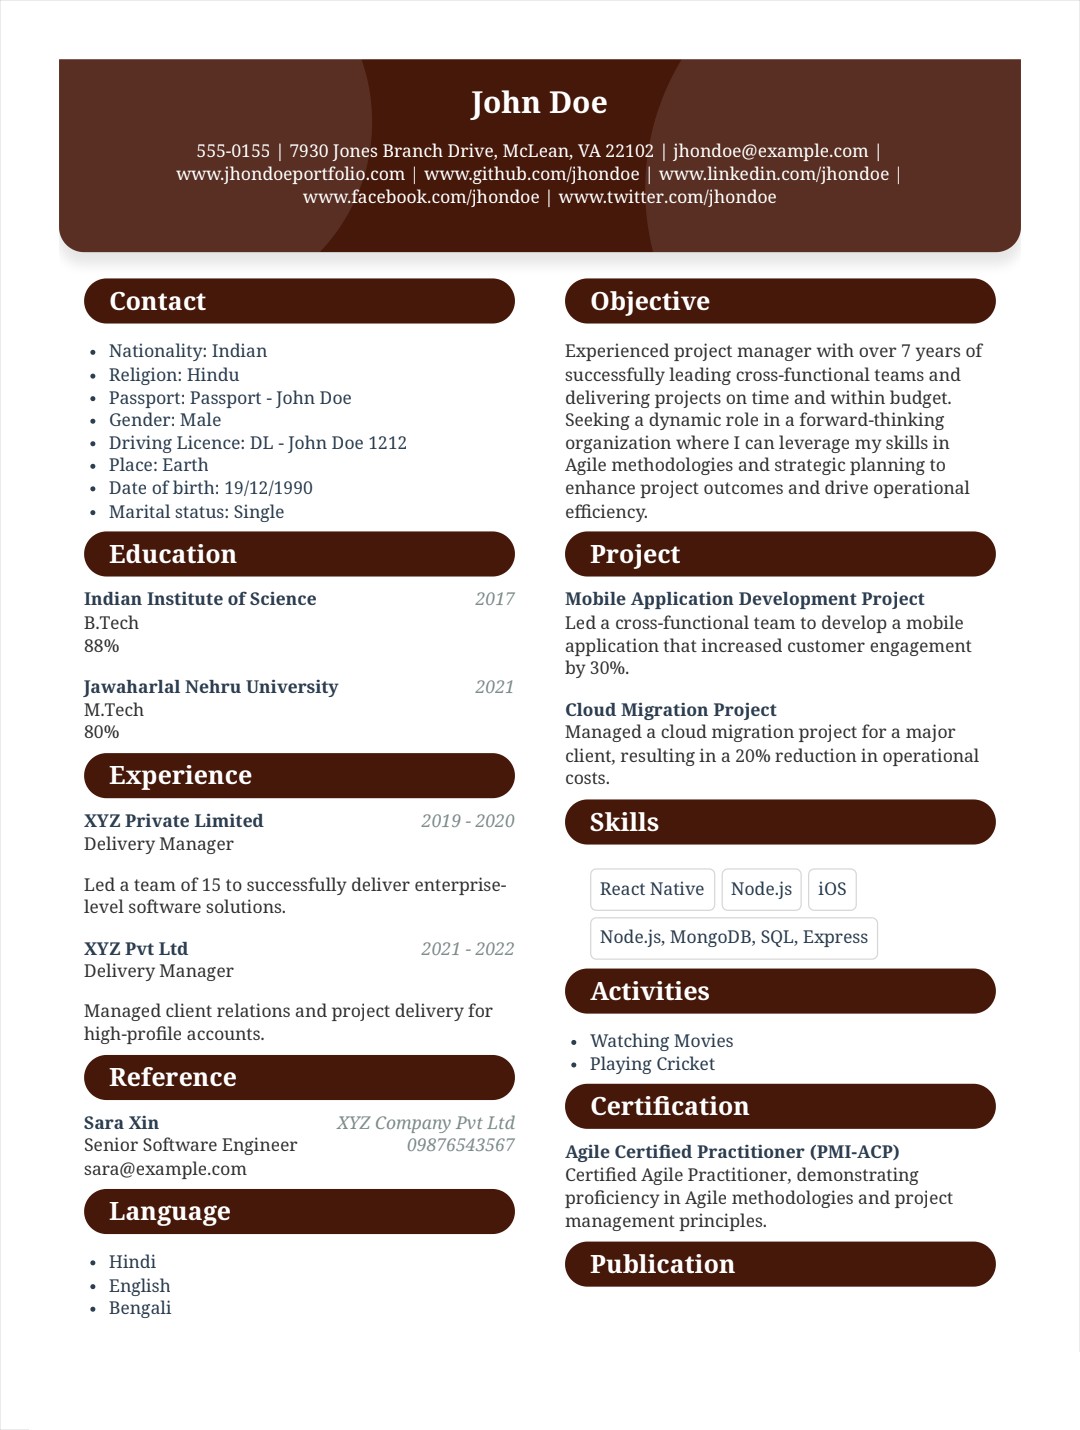 John Doe
555-0155 | 7930 Jones Branch Drive, McLean, VA 22102 | jhondoe@example.com |
www.jhondoeportfolio.com | www.github.com/jhondoe | www.linkedin.com/jhondoe |
www.facebook.com/jhondoe | www.twitter.com/jhondoe
Contact
• Nationality: Indian
• Religion: Hindu
• Passport: Passport - John Doe
• Gender: Male
• Driving Licence: DL - John Doe 1212
• Place: Earth
• Date of birth: 19/12/1990
• Marital status: Single
Education
Indian Institute of Science 2017
B.Tech
88%
Jawaharlal Nehru University 2021
M.Tech
80%
Experience
XYZ Private Limited 2019 - 2020
Delivery Manager
Led a team of 15 to successfully deliver enterprise-
level software solutions.
XYZ Pvt Ltd 2021 - 2022
Delivery Manager
Managed client relations and project delivery for
high-profile accounts.
Reference
Sara Xin XYZ Company Pvt Ltd
Senior Software Engineer 09876543567
sara@example.com
Language
• Hindi
• English
• Bengali
Objective
Experienced project manager with over 7 years of
successfully leading cross-functional teams and
delivering projects on time and within budget.
Seeking a dynamic role in a forward-thinking
organization where I can leverage my skills in
Agile methodologies and strategic planning to
enhance project outcomes and drive operational
efficiency.
Project
Mobile Application Development Project
Led a cross-functional team to develop a mobile
application that increased customer engagement
by 30%.
Cloud Migration Project
Managed a cloud migration project for a major
client, resulting in a 20% reduction in operational
costs.
Skills
React Native Node.js iOS
Node.js, MongoDB, SQL, Express
Activities
• Watching Movies
• Playing Cricket
Certification
Agile Certified Practitioner (PMI-ACP)
Certified Agile Practitioner, demonstrating
proficiency in Agile methodologies and project
management principles.
Publication